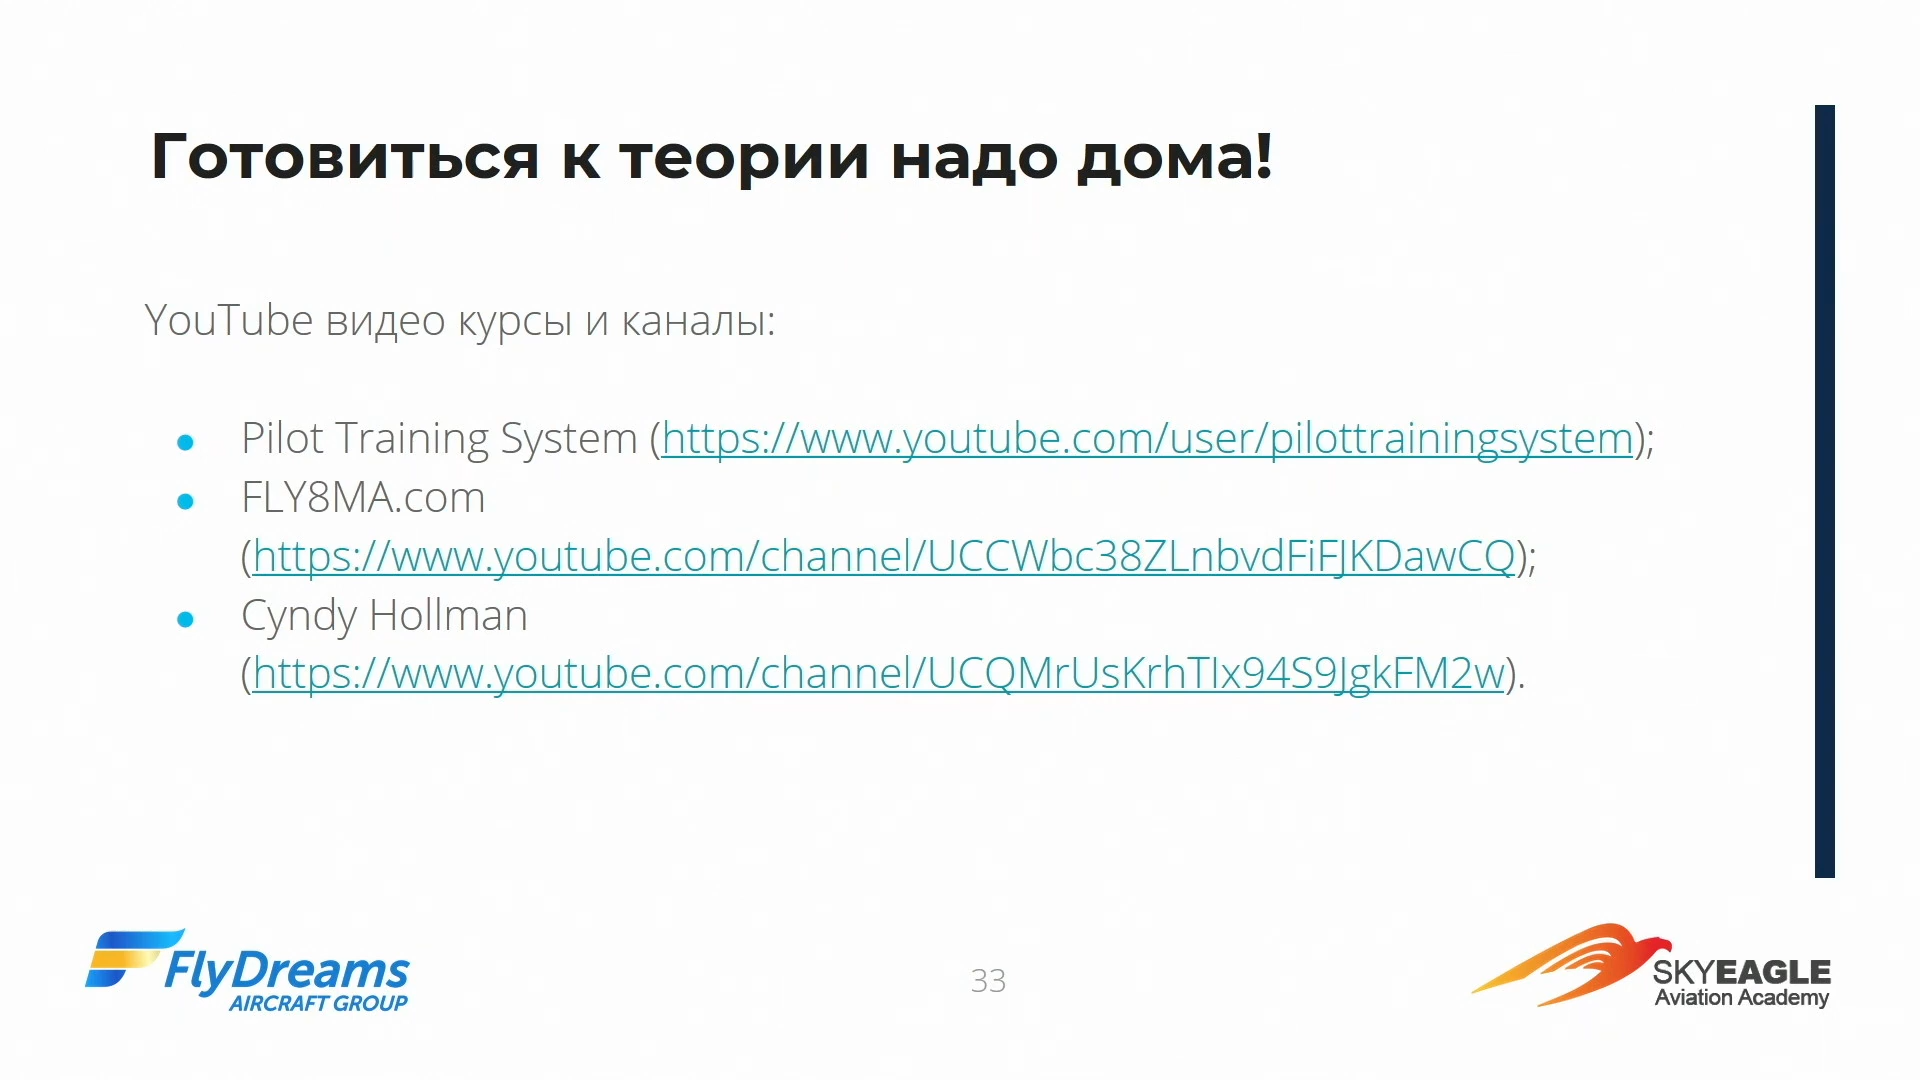 Готовиться к теории надо дома!
YouTube видео курсы и каналы:
● Pilot Training System (https://www.youtube.com/user/pilottrainingsystem);
● FLY8MA.com
(https://www.youtube.com/channel/UCCWbc38ZLnbvdFiFJKDawCQ);
● Cyndy Hollman
(https://www.youtube.com/channel/UCQMrUsKrhTIx94S9JgkFM2w).
FlyDreams
AIRCRAFT GROUP
33
SKYEAGLE
Aviation Academy